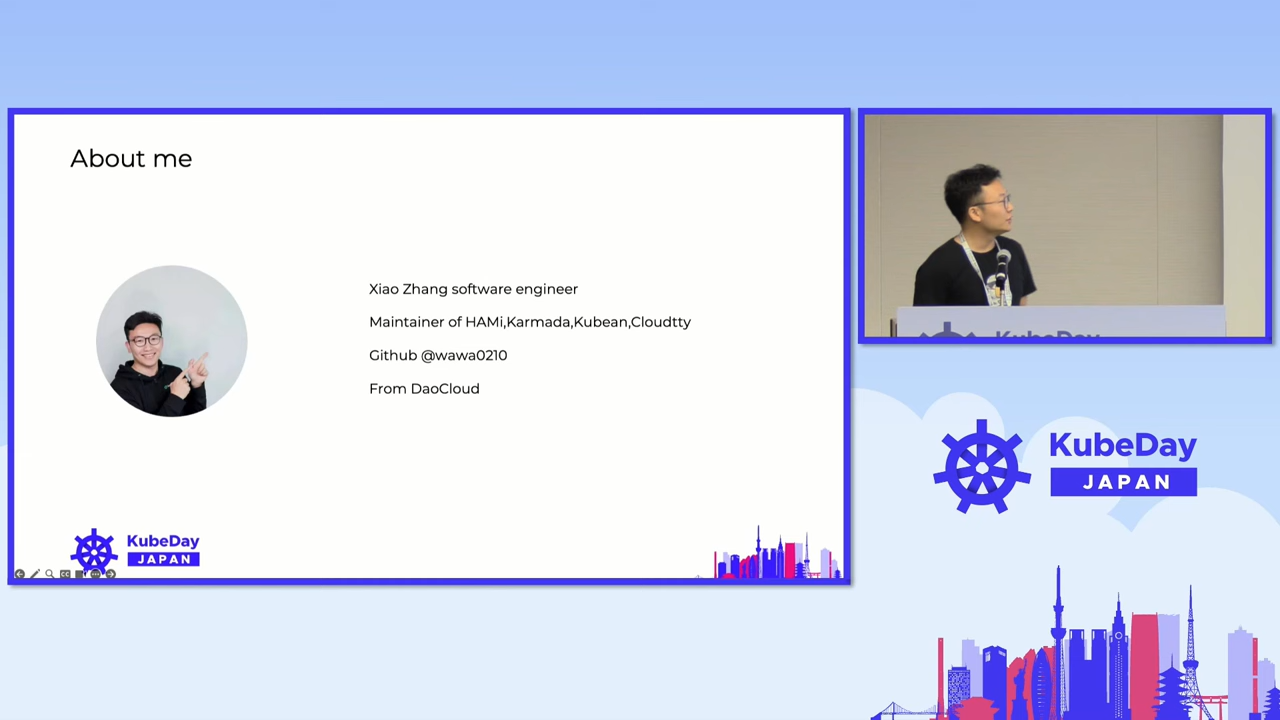 About me
Xiao Zhang software engineer
Maintainer of HAMi,Karmada,Kubean,Cloudtty
Github @wawa0210
From DaoCloud
KubeDay
JAPAN
KubeDay
KubeDay
JAPAN